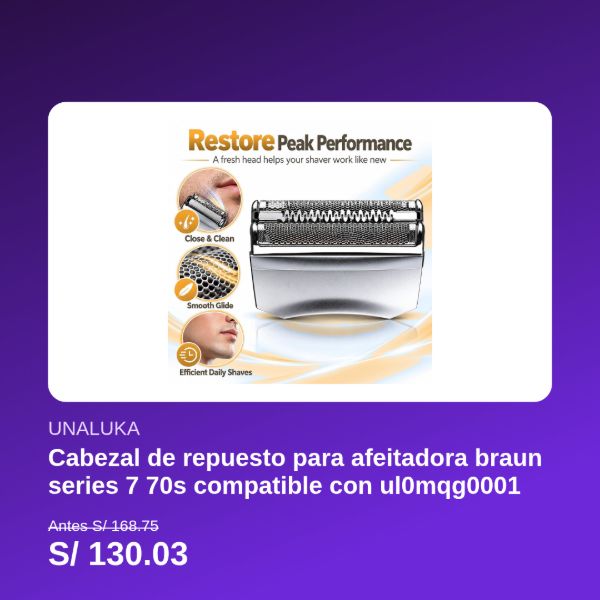 Restore Peak Performance
A fresh head helps your shaver work like new
Close & Clean
Smooth Glide
Efficient Daily Shaves
UNALUKA
Cabezal de repuesto para afeitadora braun
series 7 70s compatible con ul0mqg0001
Antes S/ 168.75
S/ 130.03